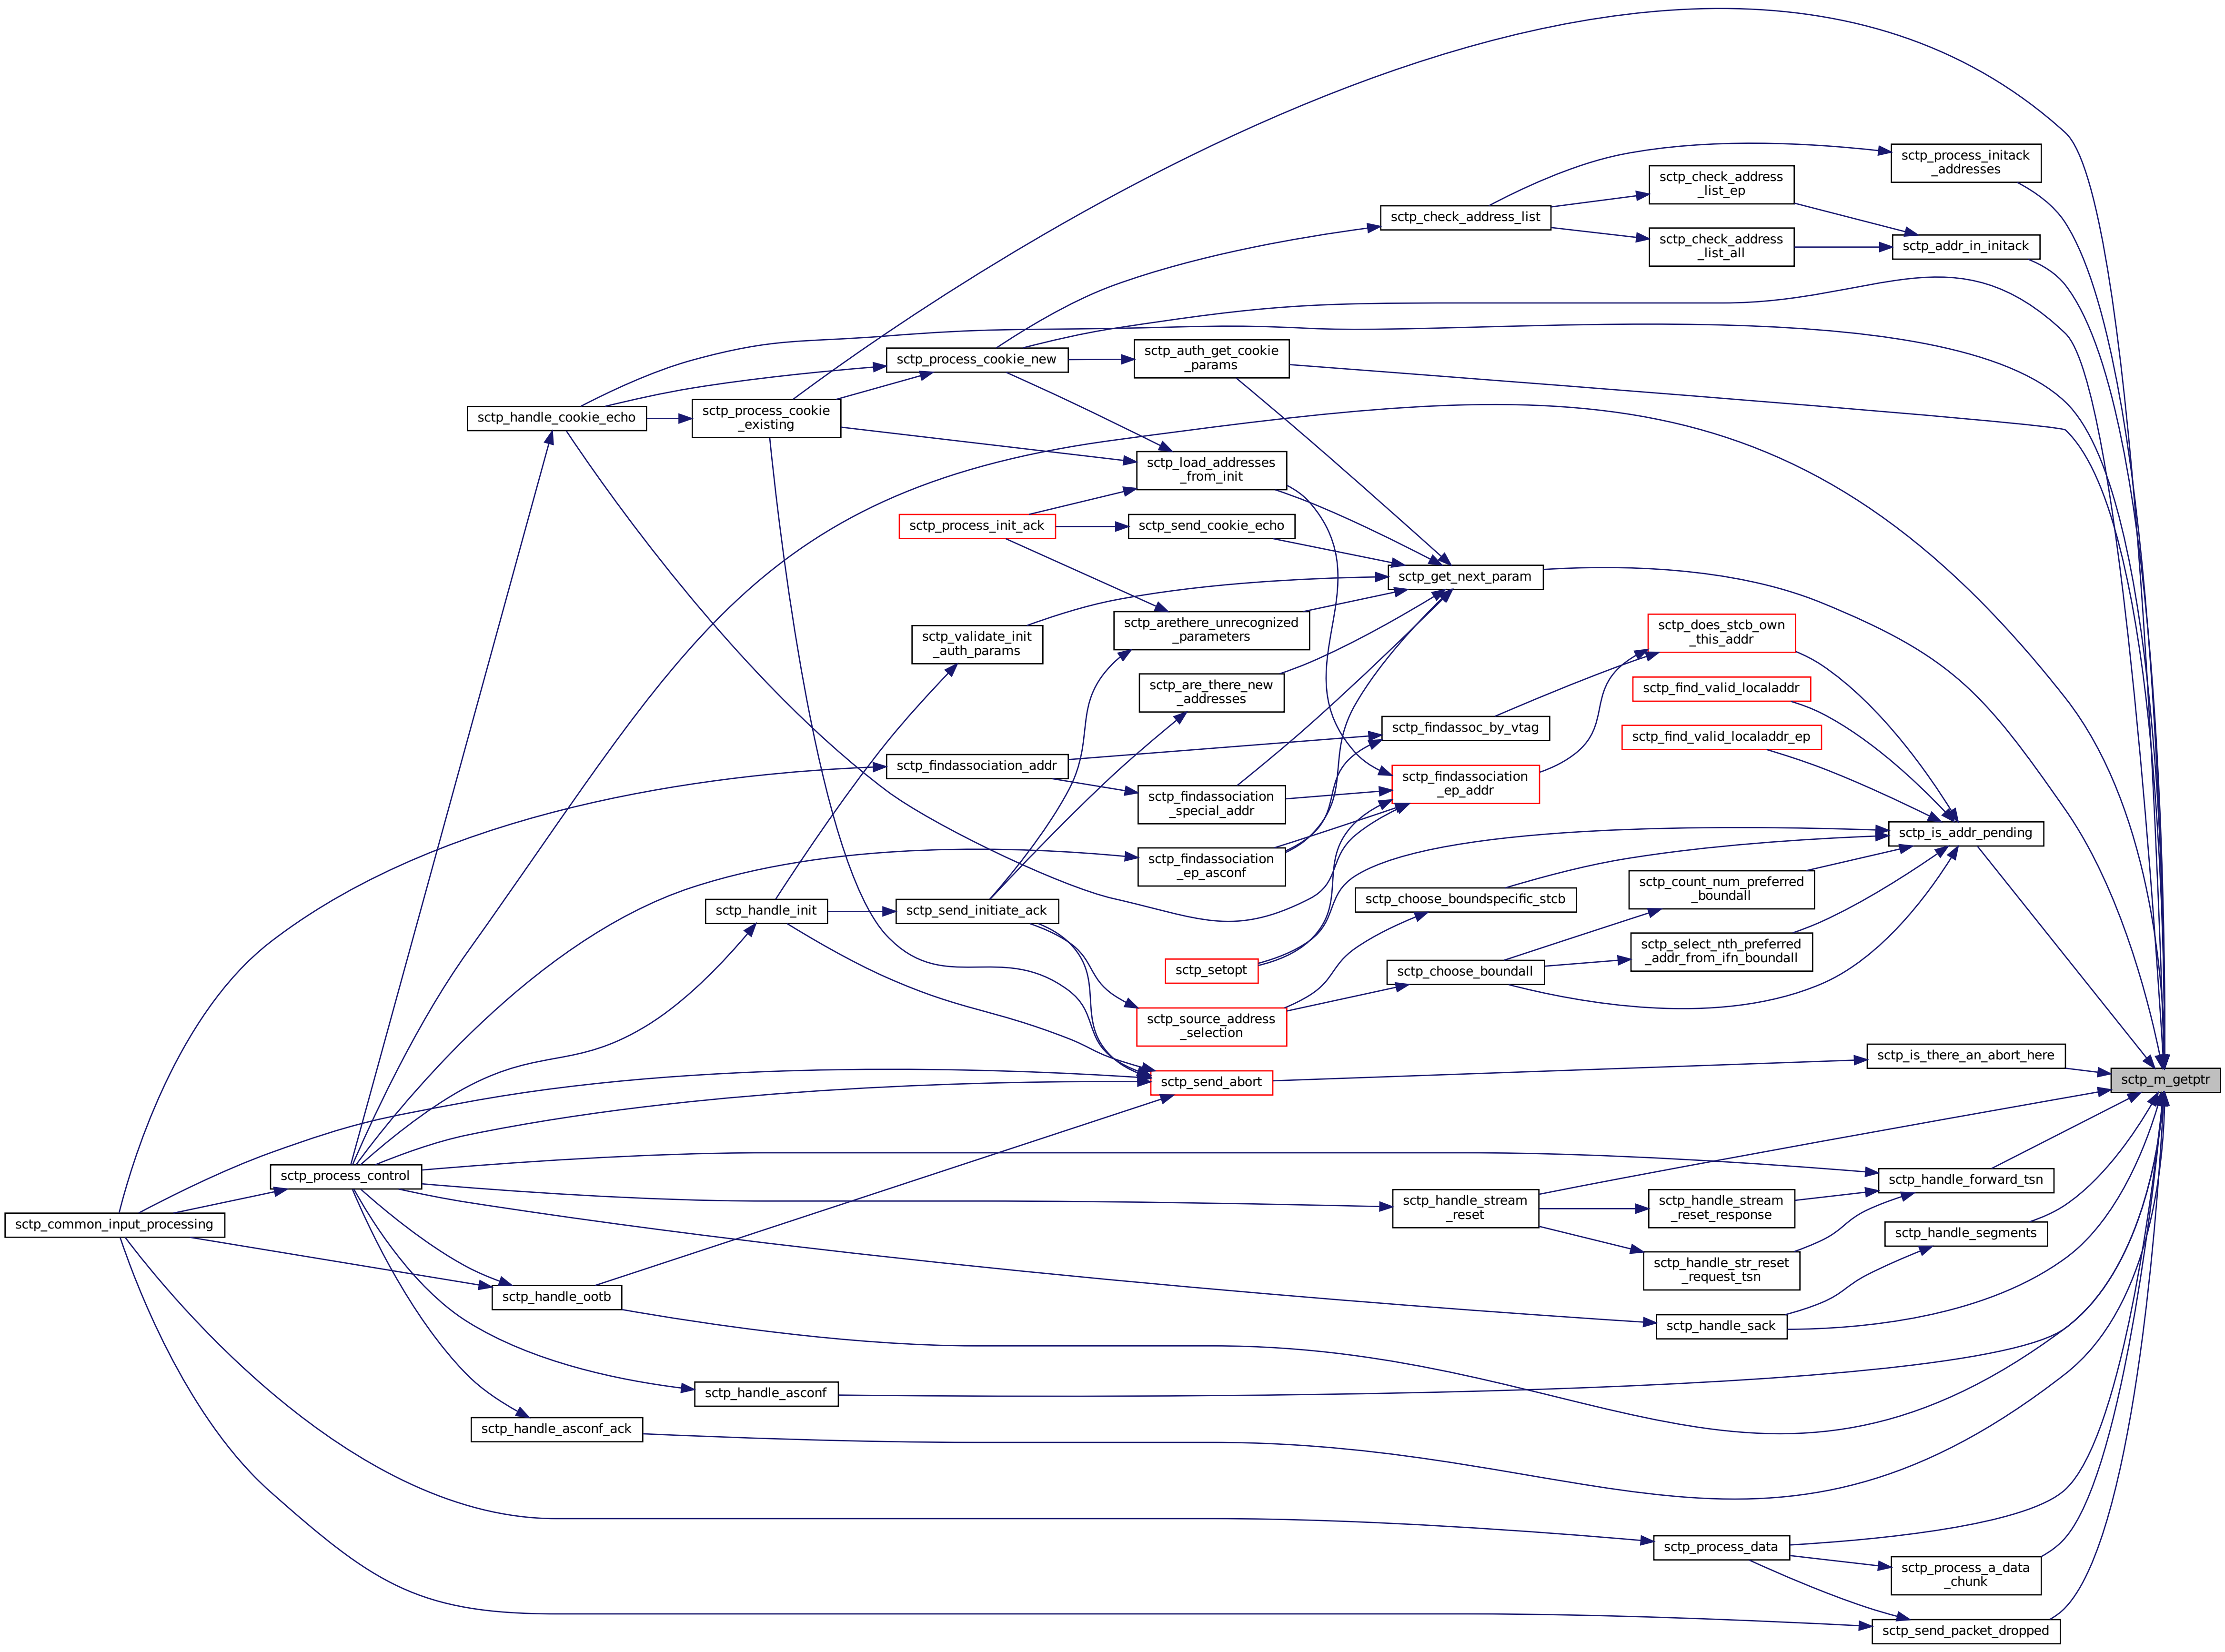 sctp_process_initack
_addresses
sctp_check_address
_list_ep
sctp_check_address_list
sctp_check_address
_list_all
sctp_addr_in_initack
sctp_process_cookie_new
sctp_auth_get_cookie
_params
sctp_handle_cookie_echo
sctp_process_cookie
_existing
sctp_load_addresses
_from_init
sctp_process_init_ack
sctp_send_cookie_echo
sctp_get_next_param
sctp_validate_init
_auth_params
sctp_arethere_unrecognized
_parameters
sctp_does_stcb_own
_this_addr
sctp_are_there_new
_addresses
sctp_find_valid_localaddr
sctp_findassoc_by_vtag
sctp_find_valid_localaddr_ep
sctp_findassociation_addr
sctp_findassociation
_special_addr
sctp_findassociation
_ep_addr
sctp_is_addr_pending
sctp_findassociation
_ep_asconf
sctp_count_num_preferred
_boundall
sctp_handle_init
sctp_send_initiate_ack
sctp_choose_boundspecific_stcb
sctp_select_nth_preferred
_addr_from_ifn_boundall
sctp_setopt
sctp_choose_boundall
sctp_source_address
_selection
sctp_is_there_an_abort_here
sctp_send_abort
sctp_m_getptr
sctp_process_control
sctp_handle_forward_tsn
sctp_common_input_processing
sctp_handle_stream
_reset
sctp_handle_stream
_reset_response
sctp_handle_segments
sctp_handle_str_reset
_request_tsn
sctp_handle_ootb
sctp_handle_sack
sctp_handle_asconf
sctp_handle_asconf_ack
sctp_process_data
sctp_process_a_data
_chunk
sctp_send_packet_dropped